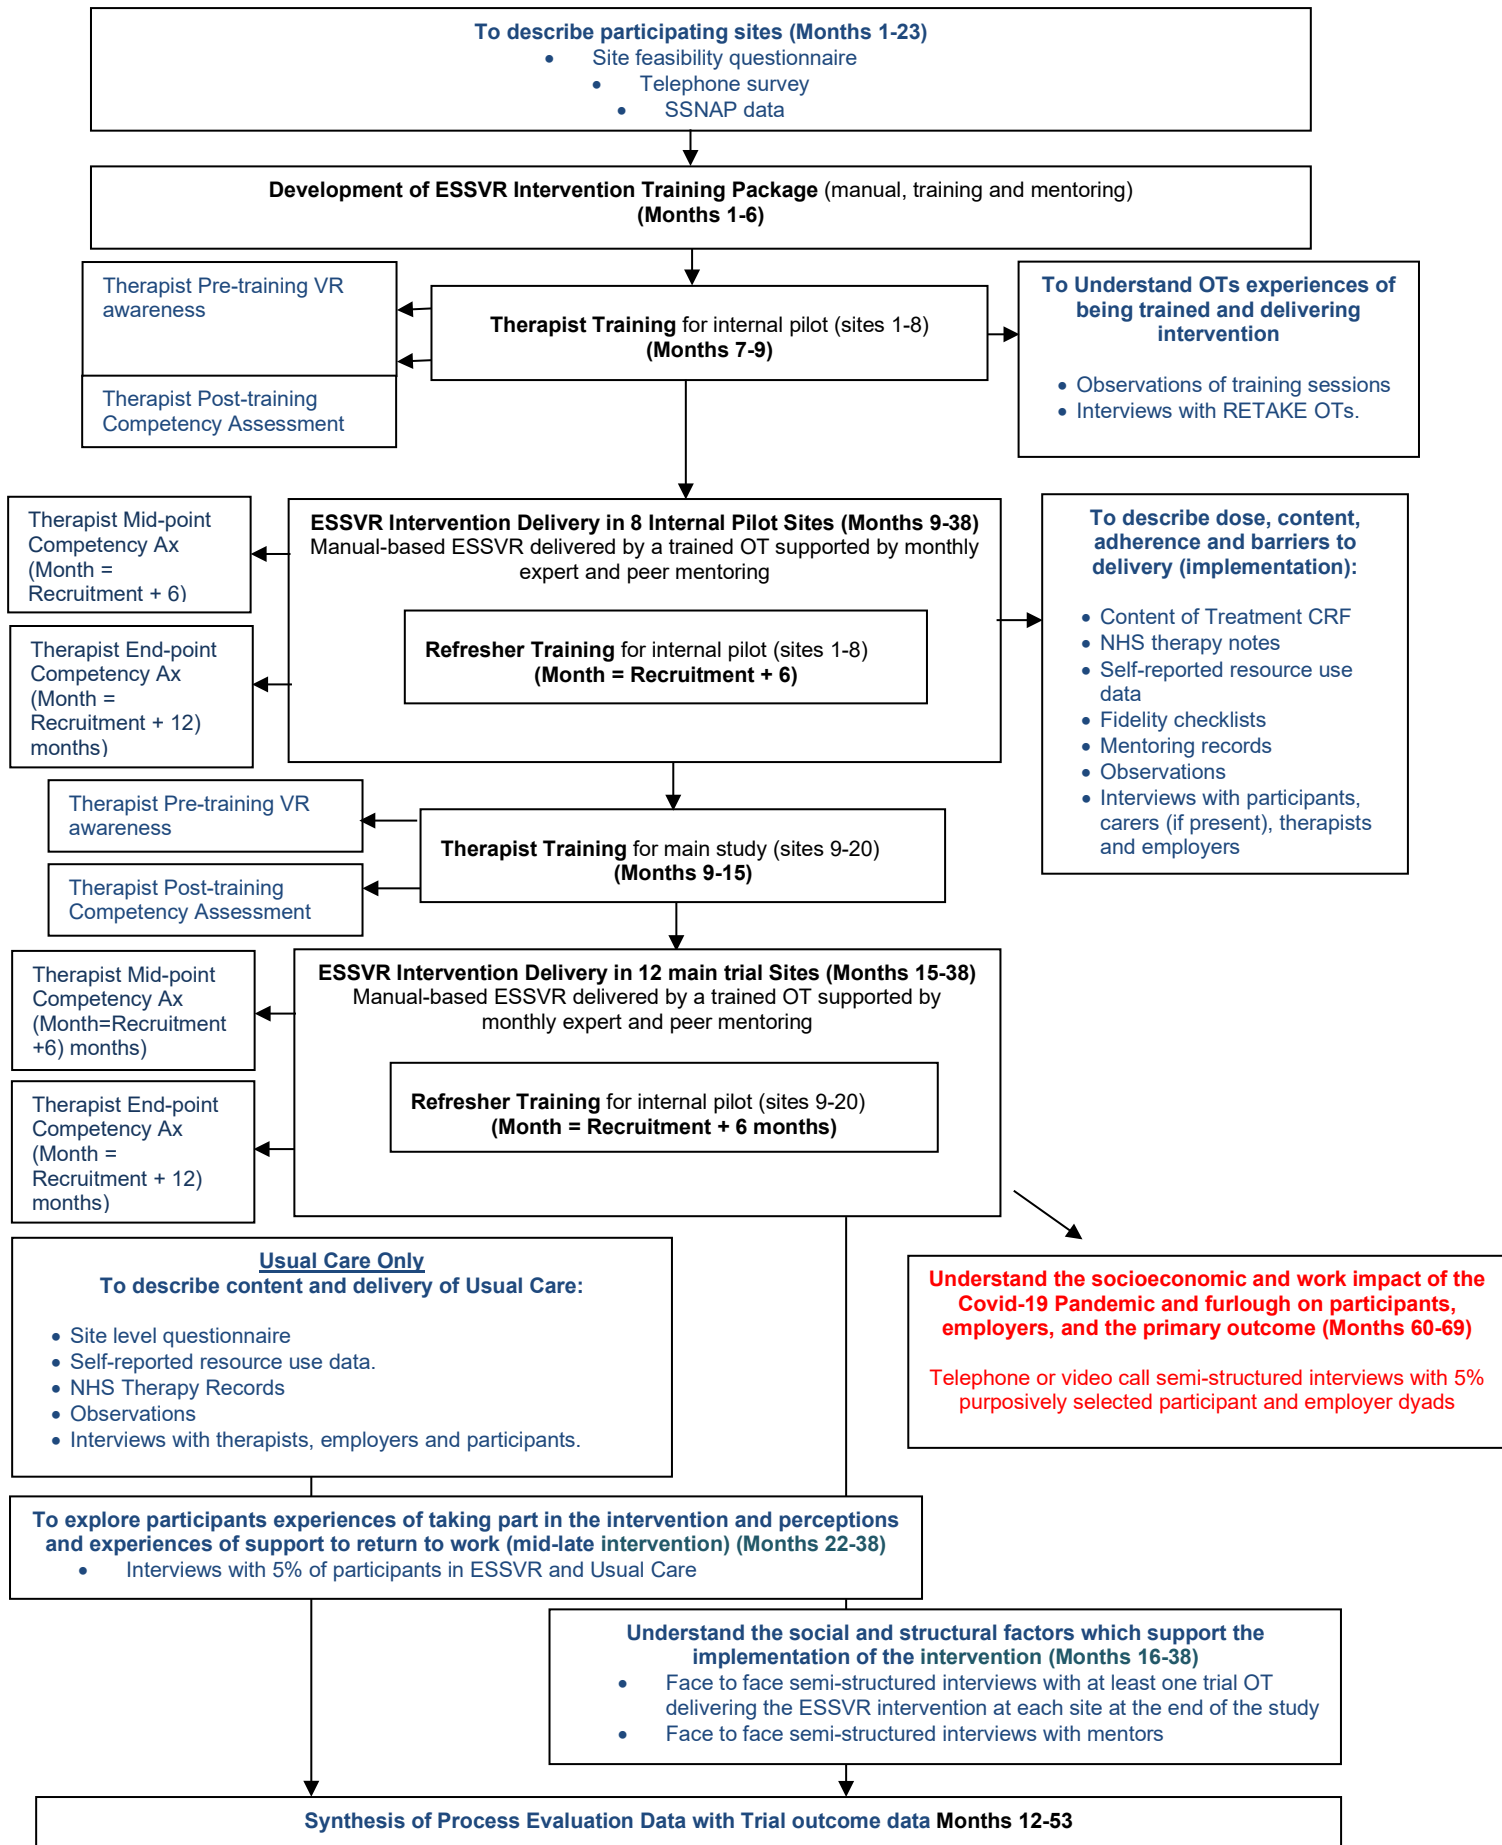 To describe participating sites (Months 1-23)
• Site feasibility questionnaire
• Telephone survey
• SSNAP data
Development of ESSVR Intervention Training Package (manual, training and mentoring)
(Months 1-6)
Therapist Pre-training VR
awareness
Therapist Post-training
Competency Assessment
Therapist Training for internal pilot (sites 1-8)
(Months 7-9)
To Understand OTs experiences of
being trained and delivering
intervention
• Observations of training sessions
• Interviews with RETAKE OTs.
Therapist Mid-point
Competency Ax
(Month =
Recruitment + 6)
Therapist End-point
Competency Ax
(Month =
Recruitment + 12)
months)
ESSVR Intervention Delivery in 8 Internal Pilot Sites (Months 9-38)
Manual-based ESSVR delivered by a trained OT supported by monthly
expert and peer mentoring
Refresher Training for internal pilot (sites 1-8)
(Month = Recruitment + 6)
To describe dose, content,
adherence and barriers to
delivery (implementation):
• Content of Treatment CRF
• NHS therapy notes
• Self-reported resource use
data
• Fidelity checklists
• Mentoring records
• Observations
• Interviews with participants,
carers (if present), therapists
and employers
Therapist Pre-training VR
awareness
Therapist Post-training
Competency Assessment
Therapist Training for main study (sites 9-20)
(Months 9-15)
Therapist Mid-point
Competency Ax
(Month=Recruitment
+6) months)
Therapist End-point
Competency Ax
(Month =
Recruitment + 12)
months)
ESSVR Intervention Delivery in 12 main trial Sites (Months 15-38)
Manual-based ESSVR delivered by a trained OT supported by
monthly expert and peer mentoring
Refresher Training for internal pilot (sites 9-20)
(Month = Recruitment + 6 months)
Usual Care Only
To describe content and delivery of Usual Care:
• Site level questionnaire
• Self-reported resource use data.
• NHS Therapy Records
• Observations
• Interviews with therapists, employers and participants.
Understand the socioeconomic and work impact of the
Covid-19 Pandemic and furlough on participants,
employers, and the primary outcome (Months 60-69)
Telephone or video call semi-structured interviews with 5%
purposively selected participant and employer dyads
To explore participants experiences of taking part in the intervention and perceptions
and experiences of support to return to work (mid-late intervention) (Months 22-38)
• Interviews with 5% of participants in ESSVR and Usual Care
Understand the social and structural factors which support the
implementation of the intervention (Months 16-38)
• Face to face semi-structured interviews with at least one trial OT
delivering the ESSVR intervention at each site at the end of the study
• Face to face semi-structured interviews with mentors
Synthesis of Process Evaluation Data with Trial outcome data Months 12-53